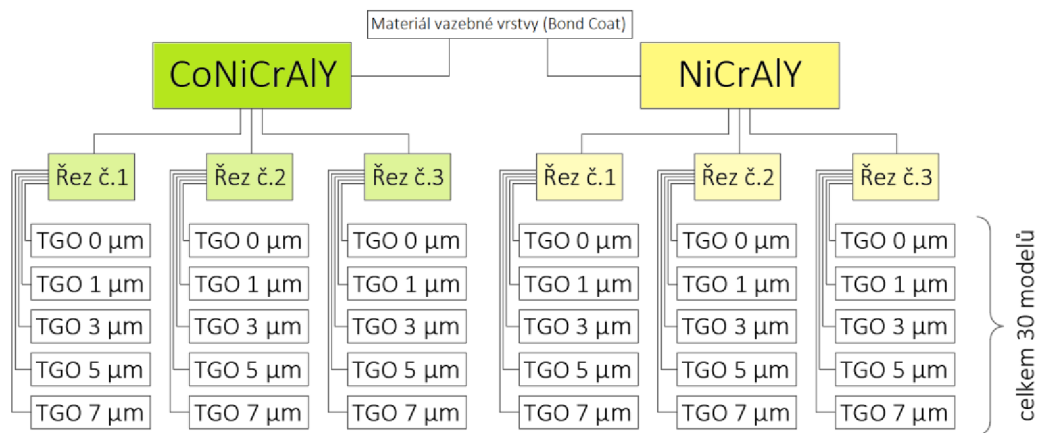 Materiál vazebné vrstvy (Bond Coat)
CoNiCrAlY
NiCrAlY
Řez č.1
Řez č.2
Řez č.3
Řez č.1
Řez č.2
Řez č.3
TGO 0 µm
TGO 0 µm
TGO 0 µm
TGO 0 µm
TGO 0 µm
TGO 0 µm
TGO 1 µm
TGO 1 µm
TGO 1 µm
TGO 1 µm
TGO 1 µm
TGO 1 µm
TGO 3 µm
TGO 3 µm
TGO 3 µm
TGO 3 µm
TGO 3 µm
TGO 3 µm
TGO 5 µm
TGO 5 µm
TGO 5 µm
TGO 5 µm
TGO 5 µm
TGO 5 µm
TGO 7 µm
TGO 7 µm
TGO 7 µm
TGO 7 µm
TGO 7 µm
TGO 7 µm
celkem 30 modelů